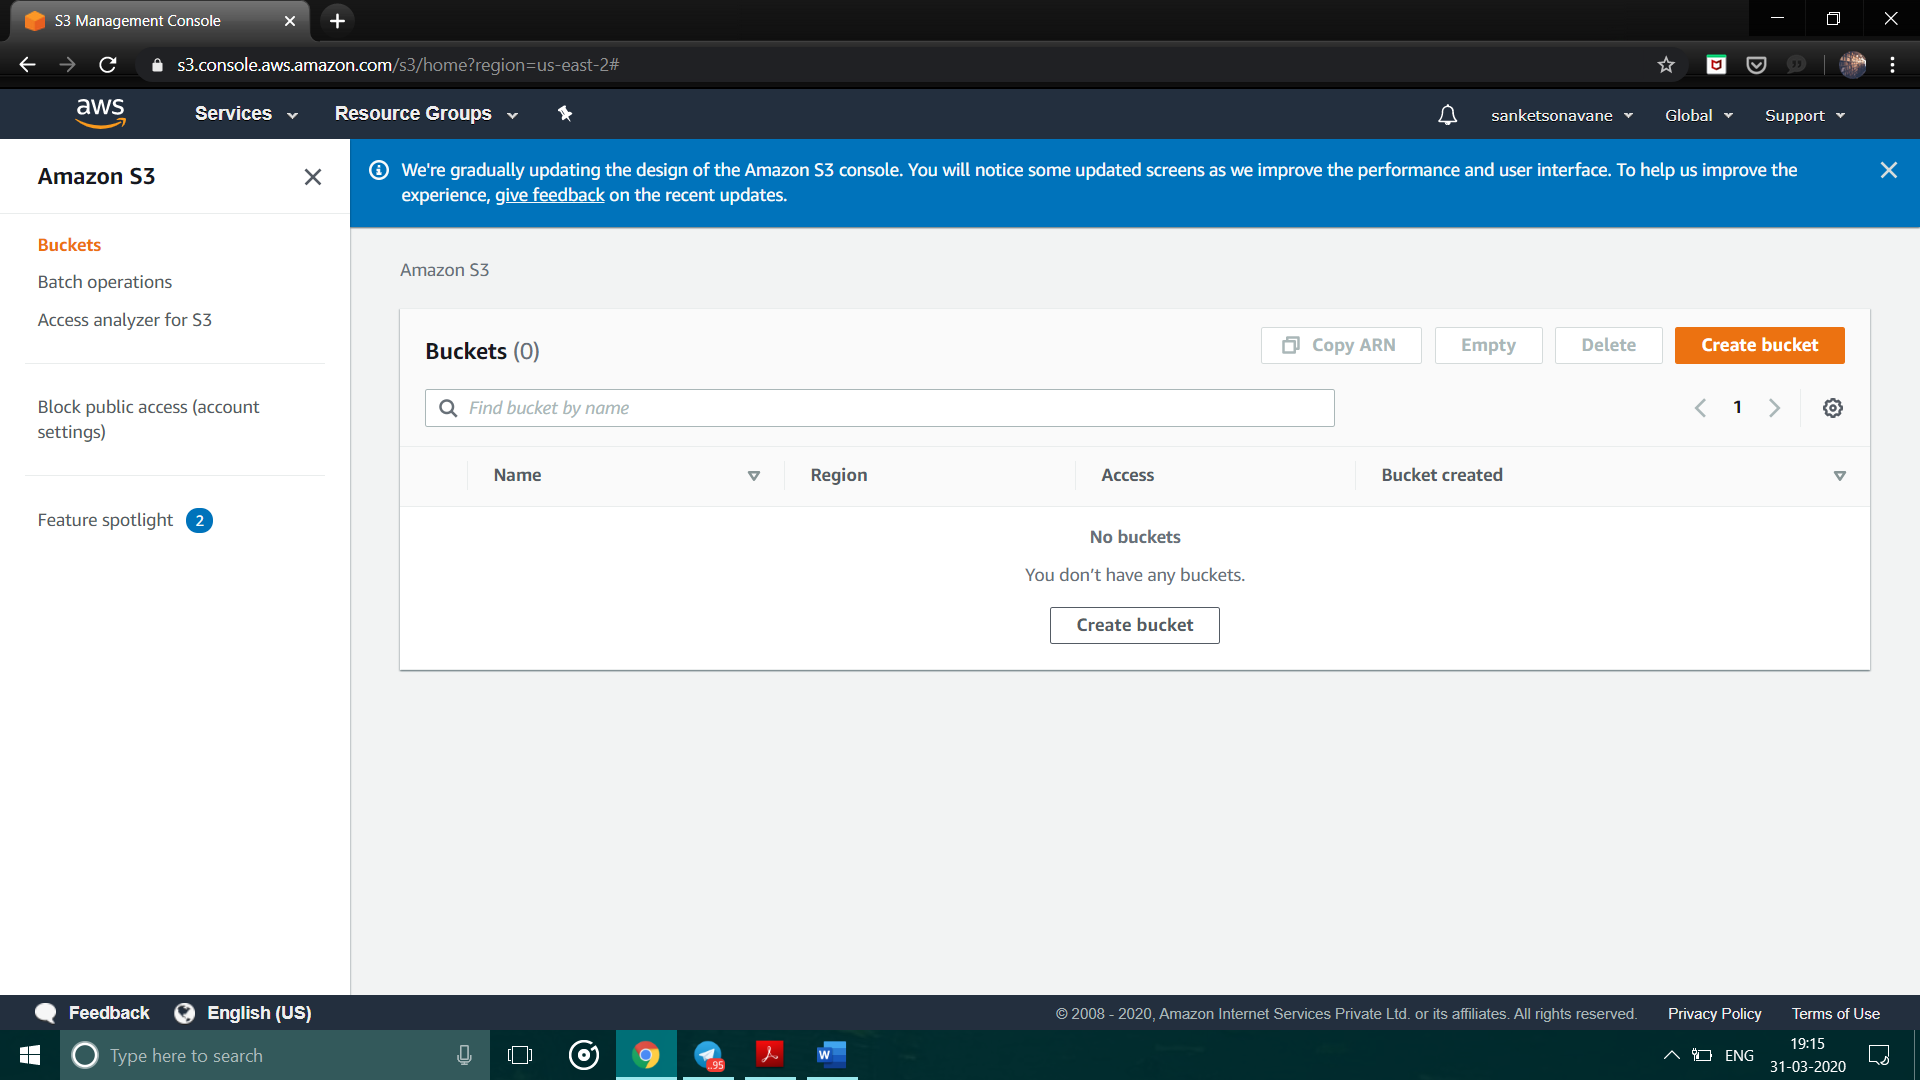 S3 Management Console
s3.console.aws.amazon.com/s3/home?region=us-east-2#
aws
Services
Resource Groups
sanketsonavane
Global
Support
Amazon S3
We're gradually updating the design of the Amazon S3 console. You will notice some updated screens as we improve the performance and user interface. To help us improve the
experience, give feedback on the recent updates.
Buckets
Batch operations
Access analyzer for S3
Block public access (account
settings)
Feature spotlight 2
Amazon S3
Buckets (0)
Copy ARN
Empty
Delete
Create bucket
Find bucket by name
1
Name
Region
Access
Bucket created
No buckets
You don't have any buckets.
Create bucket
Feedback
English (US)
© 2008 - 2020, Amazon Internet Services Private Ltd. or its affiliates. All rights reserved.
Privacy Policy
Terms of Use
Type here to search
..95
W
ENG
19:15
31-03-2020